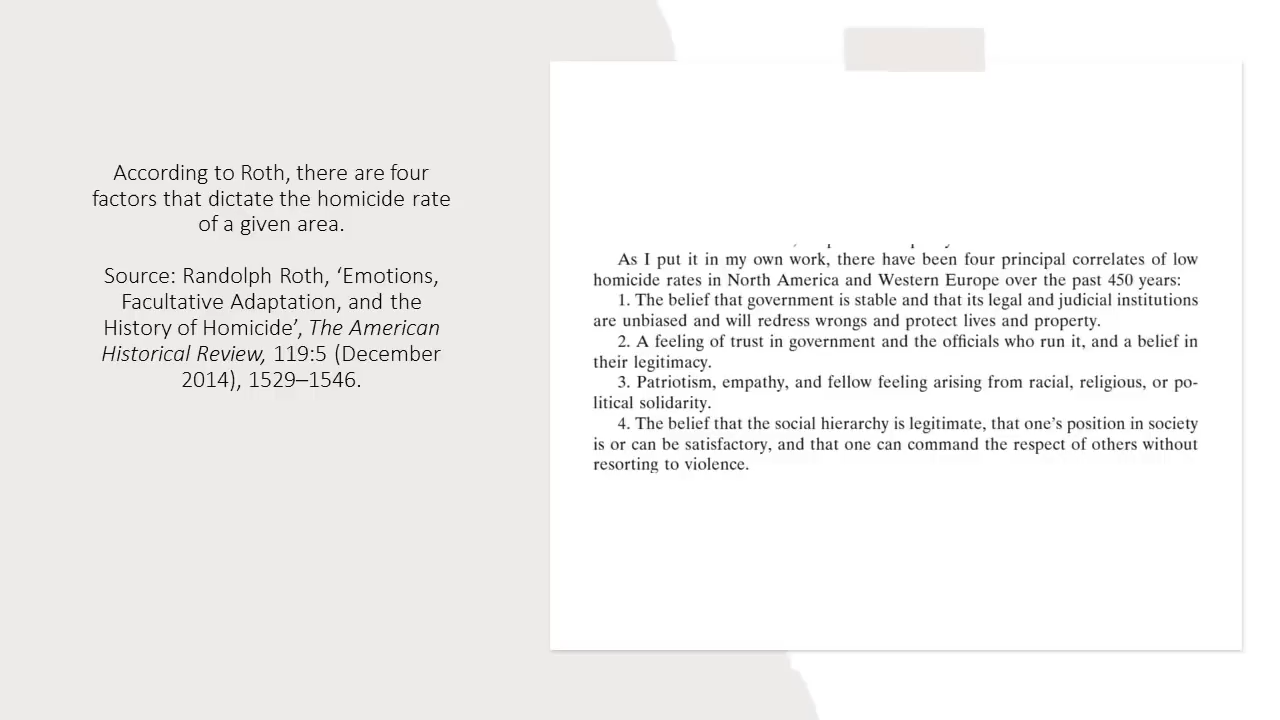 According to Roth, there are four
factors that dictate the homicide rate
of a given area.
Source: Randolph Roth, ‘Emotions,
Facultative Adaptation, and the
History of Homicide’, The American
Historical Review, 119:5 (December
2014), 1529–1546.
As I put it in my own work, there have been four principal correlates of low
homicide rates in North America and Western Europe over the past 450 years:
1. The belief that government is stable and that its legal and judicial institutions
are unbiased and will redress wrongs and protect lives and property.
2. A feeling of trust in government and the officials who run it, and a belief in
their legitimacy.
3. Patriotism, empathy, and fellow feeling arising from racial, religious, or po-
litical solidarity.
4. The belief that the social hierarchy is legitimate, that one’s position in society
is or can be satisfactory, and that one can command the respect of others without
resorting to violence.